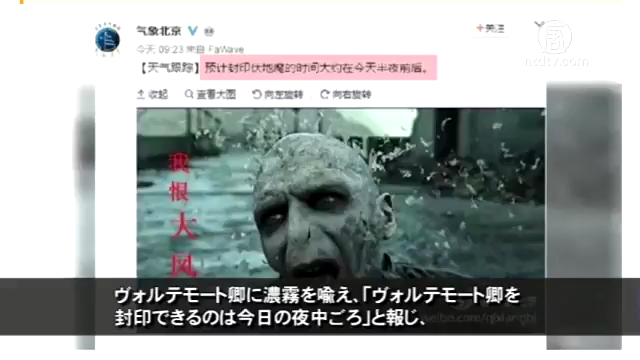 气象北京
+关注
今天 09:23 来自 FaWave
ntdtv.com
【天气跟踪】预计封印伏地魔的时间大约在今天半夜前后。
收起 查看大图 向左旋转 向右旋转
我恨大风
ヴォルテモート卿に濃霧を喩え、「ヴォルテモート卿を
封印できるのは今日の夜中ごろ」と報じ、